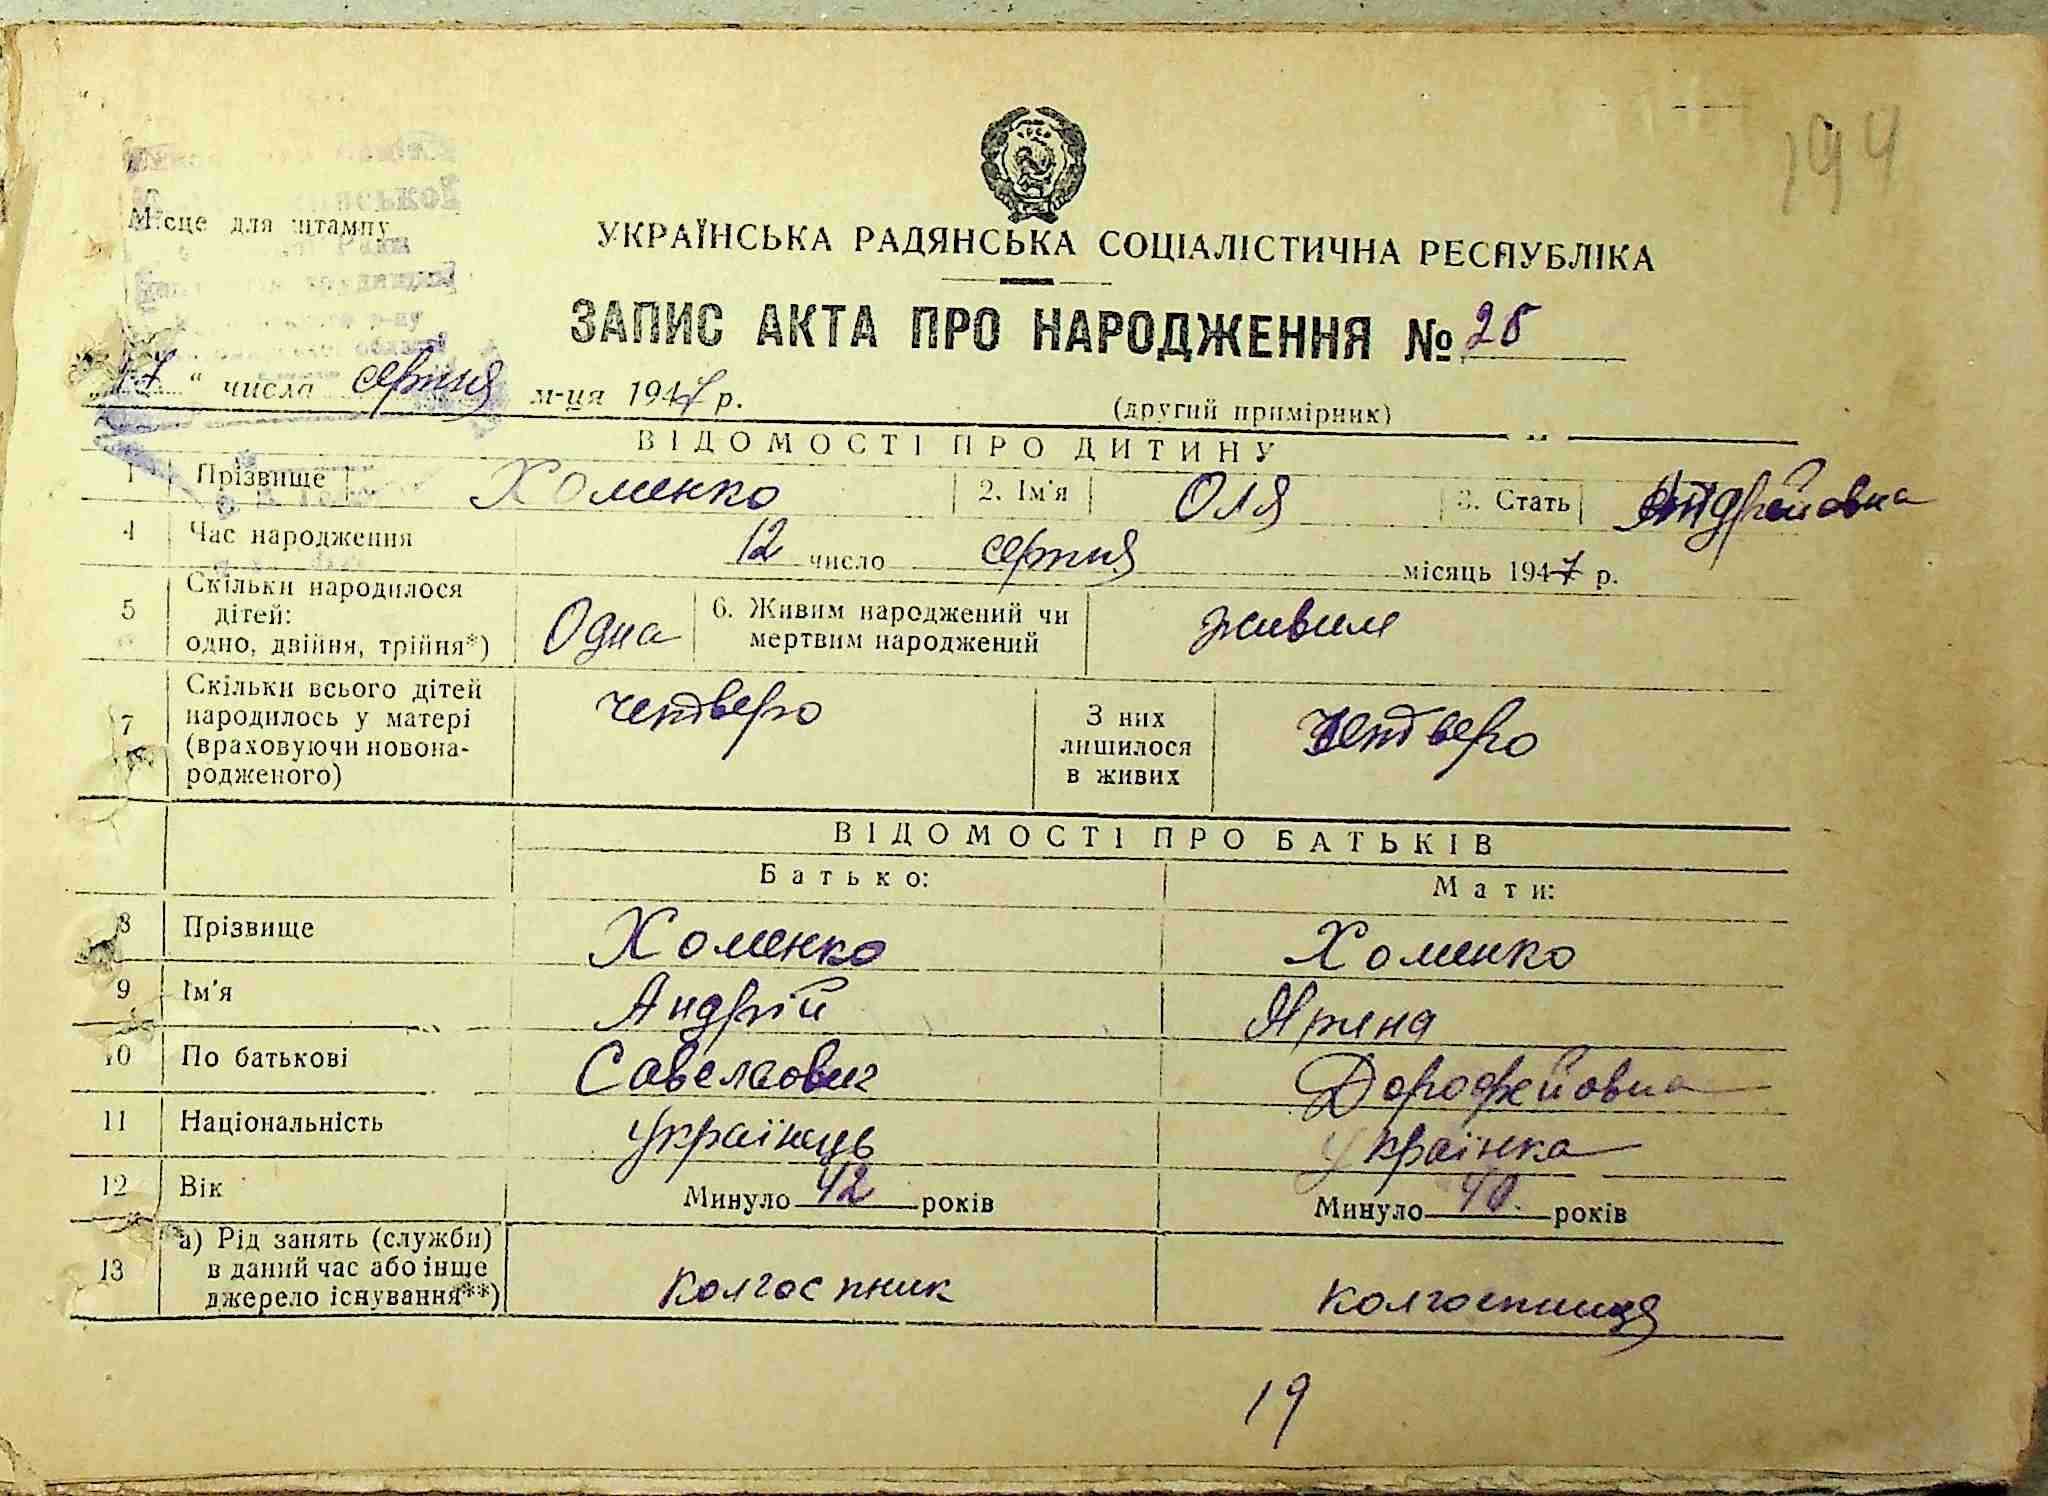 194
Місце для штампу
УКРАЇНСЬКА РАДЯНСЬКА СОЦІАЛІСТИЧНА РЕСПУБЛІКА
ЗАПИС АКТА ПРО НАРОДЖЕННЯ № 25
17 " числа серпня м-ця 1947 р.
(другий примірник)
ВІДОМОСТІ ПРО ДИТИНУ
1 Прізвище Хоменко 2. Ім'я Оля 3. Стать Андрейовна
4 Час народження 12 число серпня місяць 1947 р.
5 Скільки народилося дітей: одно, двійня, трійня*) Одна 6. Живим народжений чи мертвим народжений живим
7 Скільки всього дітей народилось у матері (враховуючи новонародженого) четверо З них лишилося в живих четверо
ВІДОМОСТІ ПРО БАТЬКІВ
Батько: Мати:
8 Прізвище Хоменко Хоменко
9 Ім'я Андрій Ярина
10 По батькові Савелаович Дорофейовна
11 Національність Українець Українка
12 Вік Минуло 42 років Минуло 40. років
13 а) Рід занять (служби) в даний час або інше джерело існування**) колгоспник колгоспниця
19